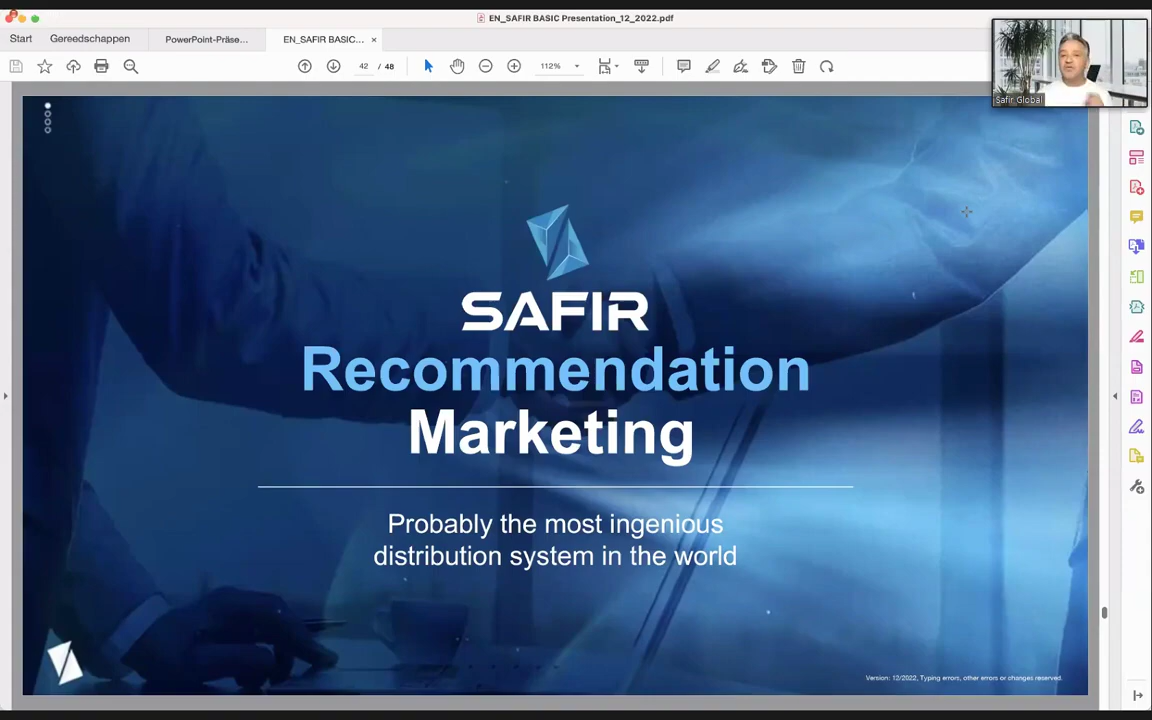 EN_SAFIR BASIC Presentation_12_2022.pdf
Start
Gereedschappen
PowerPoint-Präse...
EN_SAFIR BASIC...
42 / 48
112%
Safir Global
SAFIR
Recommendation
Marketing
Probably the most ingenious
distribution system in the world
Version: 12/2022, Typing errors, other errors or changes reserved.